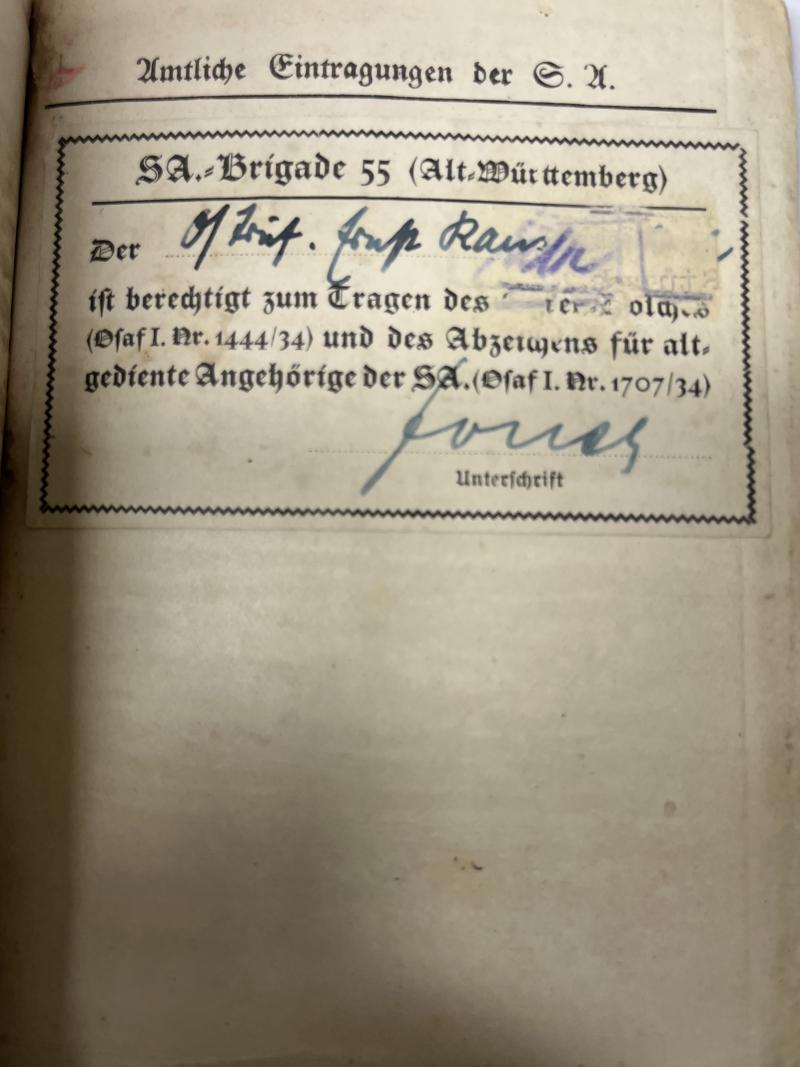 Amtliche Eintragungen der S. A.
SA.-Brigade 55 (Alt-Württemberg)
Der Ernst
ist berechtigt zum Tragen des
(Osaf I. Nr. 1444/34) und des Abzeichens für alt-
gediente Angehörige der SA. (Osaf I. Nr. 1707/34)
Unterschrift